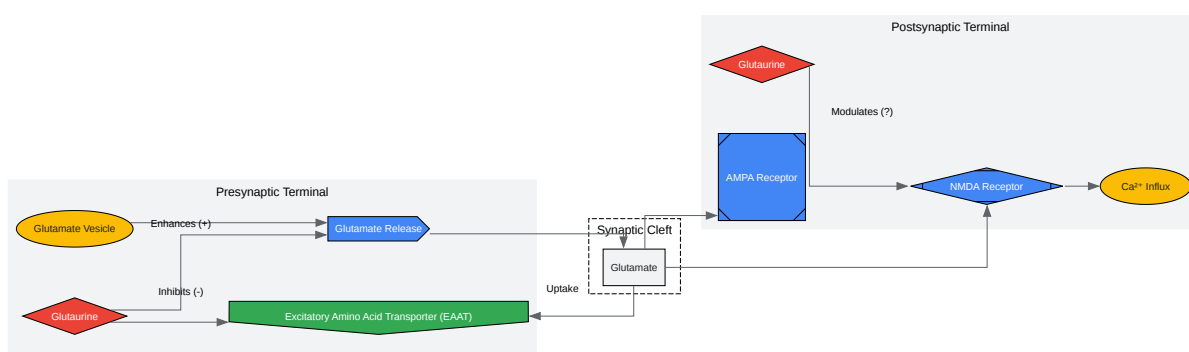 Postsynaptic Terminal
Glutaurine
Modulates (?)
AMPA Receptor
NMDA Receptor
Ca²⁺ Influx
Presynaptic Terminal
Glutamate Vesicle
Enhances (+)
Glutamate Release
Synaptic Cleft
Glutamate
Inhibits (-)
Uptake
Glutaurine
Excitatory Amino Acid Transporter (EAAT)